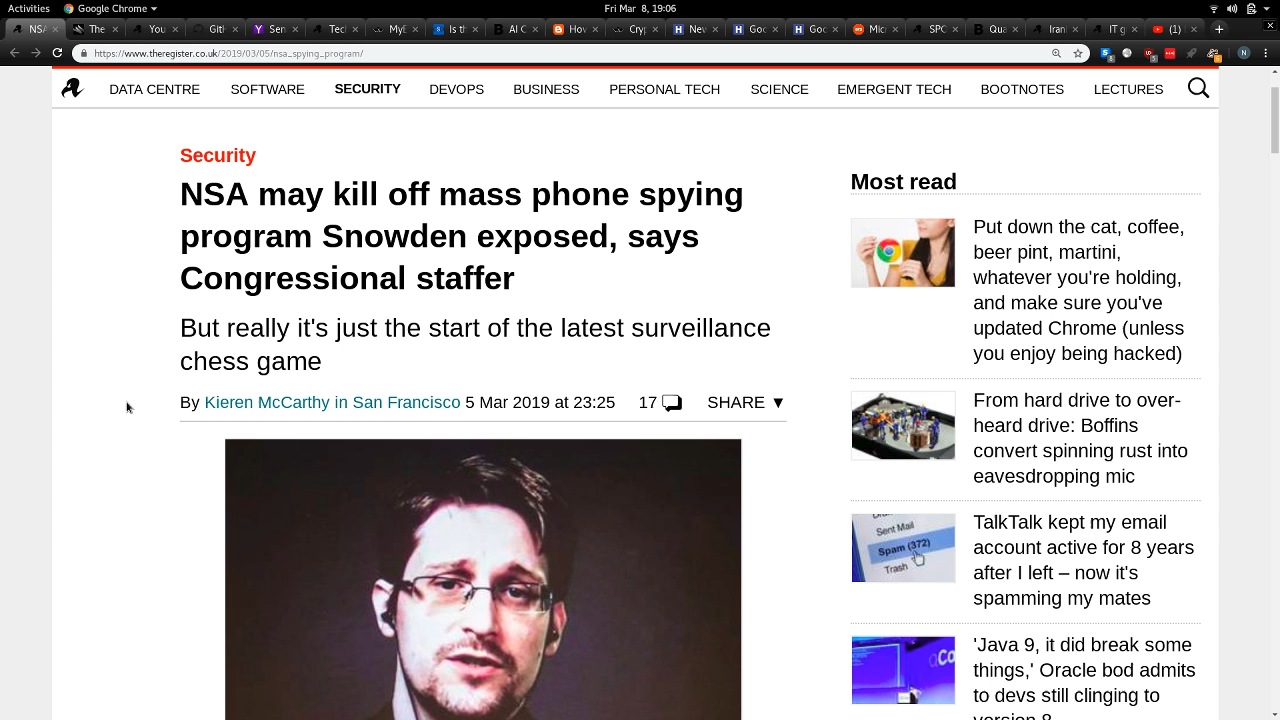 Activities Google Chrome Fri Mar 8, 19:06
NSA The You Gith Sen Tecl MyE Is th AI C Hov Cryp Nev Goo Goo Mic SPC Qua Iran IT g (1)
https://www.theregister.co.uk/2019/03/05/nsa_spying_program/
DATA CENTRE SOFTWARE SECURITY DEVOPS BUSINESS PERSONAL TECH SCIENCE EMERGENT TECH BOOTNOTES LECTURES
Security
NSA may kill off mass phone spying
program Snowden exposed, says
Congressional staffer
But really it's just the start of the latest surveillance
chess game
By Kieren McCarthy in San Francisco 5 Mar 2019 at 23:25 17 SHARE ▼
Most read
Put down the cat, coffee,
beer pint, martini,
whatever you're holding,
and make sure you've
updated Chrome (unless
you enjoy being hacked)
From hard drive to over-
heard drive: Boffins
convert spinning rust into
eavesdropping mic
Sent Mail
Spam (372)
Trash
TalkTalk kept my email
account active for 8 years
after I left – now it's
spamming my mates
'Java 9, it did break some
things,' Oracle bod admits
to devs still clinging to
version 8